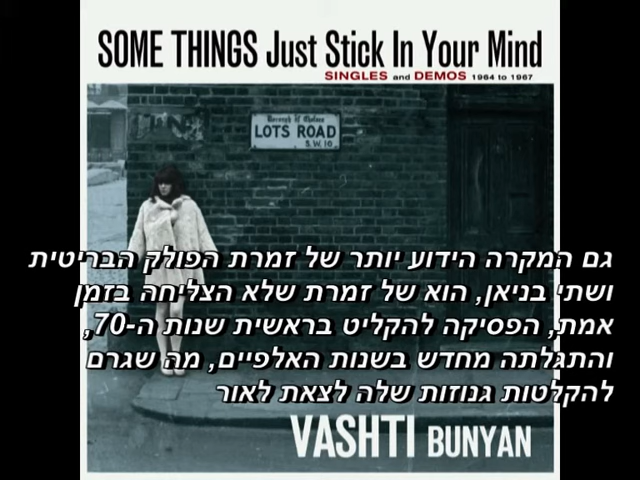 SOME THINGS Just Stick In Your Mind
SINGLES and DEMOS 1964 to 1967
Borough of Chelsea
LOTS ROAD
S.W.10
גם המקרה הידוע יותר של זמרת הפולק הבריטית
ושתי בניאן, הוא של זמרת שלא הצליחה בזמן
אמת, הפסיקה להקליט בראשית שנות ה-70,
והתגלתה מחדש בשנות האלפיים, מה שגרם
להקלטות גנוזות שלה לצאת לאור
VASHTI BUNYAN